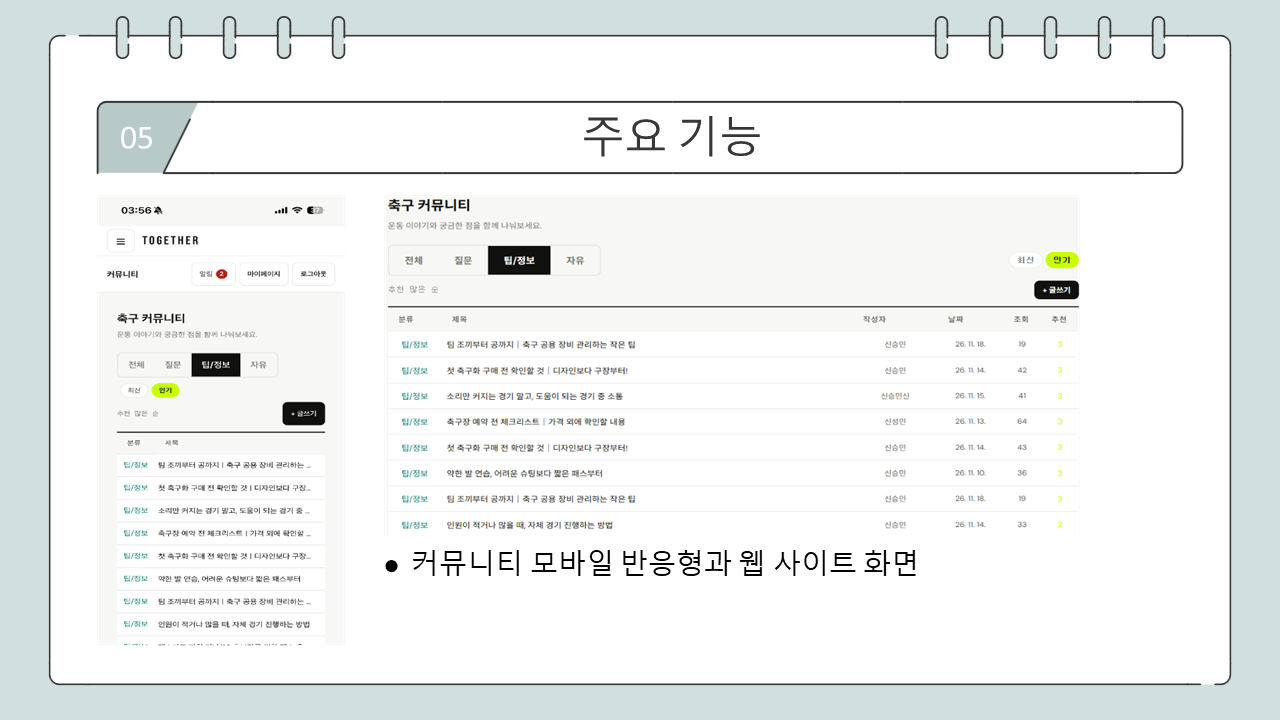 05
주요 기능
03:56
37
TOGETHER
커뮤니티
알림 2
마이페이지
로그아웃
축구 커뮤니티
운동 이야기와 궁금한 점을 함께 나눠보세요.
전체 질문 팁/정보 자유
최신 인기
추천 많은 순
+ 글쓰기
분류 제목
팁/정보 팀 조끼부터 공까지 | 축구 공용 장비 관리하는 ...
팁/정보 첫 축구화 구매 전 확인할 것 | 디자인보다 구장...
팁/정보 소리만 커지는 경기 말고, 도움이 되는 경기 중 ...
팁/정보 축구장 예약 전 체크리스트 | 가격 외에 확인할 ...
팁/정보 첫 축구화 구매 전 확인할 것 | 디자인보다 구장...
팁/정보 약한 발 연습, 어려운 슈팅보다 짧은 패스부터
팁/정보 팀 조끼부터 공까지 | 축구 공용 장비 관리하는 ...
팁/정보 인원이 적거나 많을 때, 자체 경기 진행하는 방법
축구 커뮤니티
운동 이야기와 궁금한 점을 함께 나눠보세요.
전체 질문 팁/정보 자유
최신 인기
추천 많은 순
+ 글쓰기
분류 제목 작성자 날짜 조회 추천
팁/정보 팀 조끼부터 공까지 | 축구 공용 장비 관리하는 작은 팁 신승민 26. 11. 18. 19 3
팁/정보 첫 축구화 구매 전 확인할 것 | 디자인보다 구장부터! 신승민 26. 11. 14. 42 3
팁/정보 소리만 커지는 경기 말고, 도움이 되는 경기 중 소통 신승민신 26. 11. 15. 41 3
팁/정보 축구장 예약 전 체크리스트 | 가격 외에 확인할 내용 신성민 26. 11. 13. 64 3
팁/정보 첫 축구화 구매 전 확인할 것 | 디자인보다 구장부터! 신승민 26. 11. 14. 43 3
팁/정보 약한 발 연습, 어려운 슈팅보다 짧은 패스부터 신승민 26. 11. 10. 36 3
팁/정보 팀 조끼부터 공까지 | 축구 공용 장비 관리하는 작은 팁 신승민 26. 11. 18. 19 3
팁/정보 인원이 적거나 많을 때, 자체 경기 진행하는 방법 신승민 26. 11. 14. 33 2
● 커뮤니티 모바일 반응형과 웹 사이트 화면